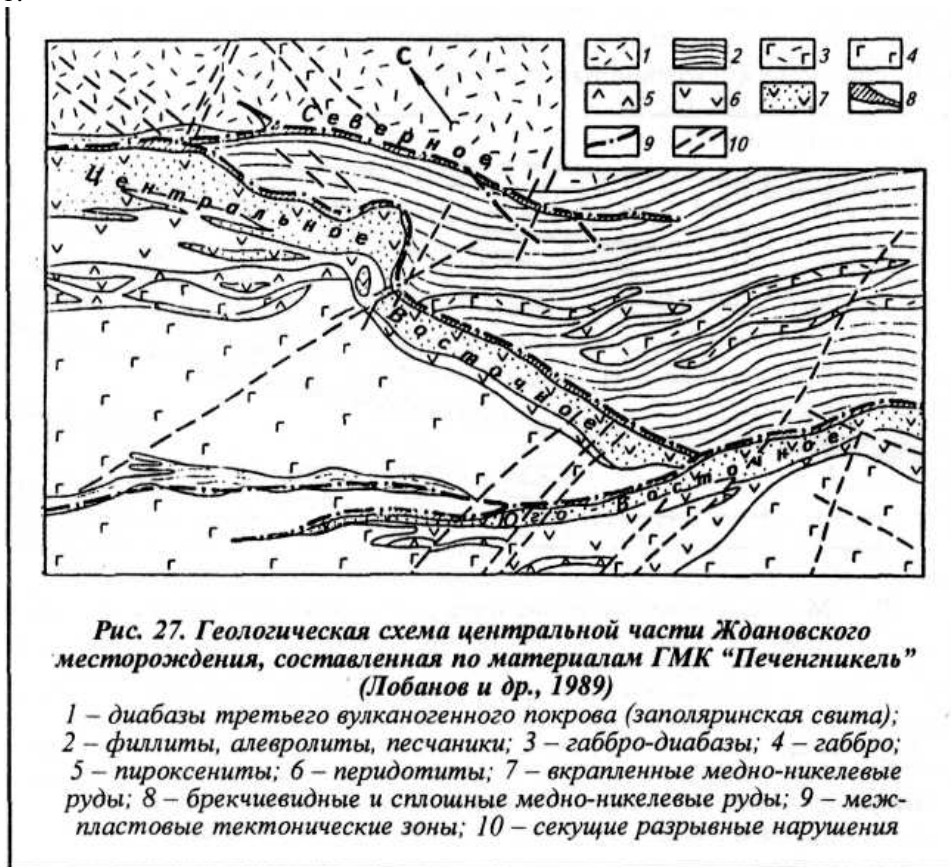 С
1
2
3
4
5
6
7
8
9
10
Северное
Центральное
Восточное
Юго-Восточное
Рис. 27. Геологическая схема центральной части Ждановского
месторождения, составленная по материалам ГМК “Печенгникель”
(Лобанов и др., 1989)
1 – диабазы третьего вулканогенного покрова (заполяринская свита);
2 – филлиты, алевролиты, песчаники; 3 – габбро-диабазы; 4 – габбро;
5 – пироксениты; 6 – перидотиты; 7 – вкрапленные медно-никелевые
руды; 8 – брекчиевидные и сплошные медно-никелевые руды; 9 – меж-
пластовые тектонические зоны; 10 – секущие разрывные нарушения